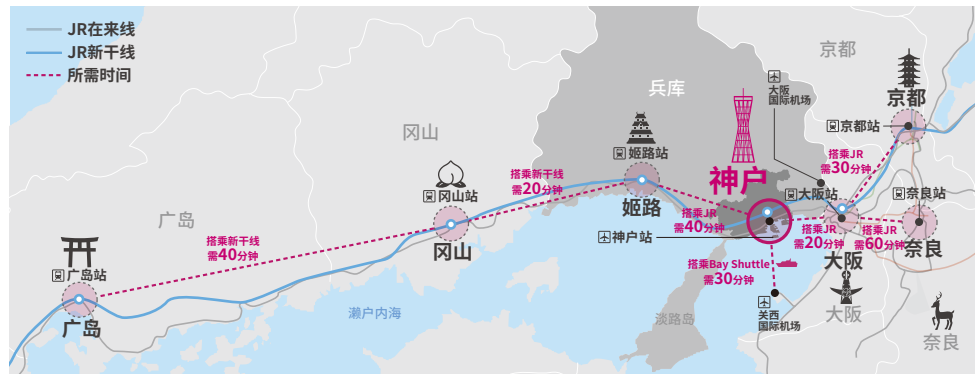 JR在来线
JR新干线
所需时间
京都
兵库
大阪
国际机场
京都
京都站
冈山
姬路站
搭乘JR
需30分钟
搭乘新干线
需20分钟
神户
冈山站
大阪站
奈良站
广岛
姬路
搭乘JR
需40分钟
搭乘JR
需20分钟
搭乘JR
需60分钟
神户站
搭乘新干线
需40分钟
冈山
奈良
大阪
广岛站
搭乘Bay Shuttle
需30分钟
广岛
濑户内海
淡路岛
关西
国际机场
大阪
奈良